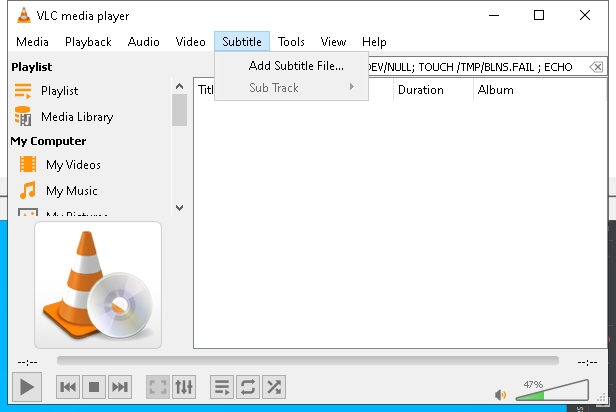 VLC media player
Media Playback Audio Video Subtitle Tools View Help
Playlist
DEV/NULL; TOUCH /TMP/BLNS.FAIL ; ECHO
Add Subtitle File...
Sub Track
Playlist
Media Library
My Computer
My Videos
My Music
My Pictures
Titl
Duration
Album
--:--
--:--
47%